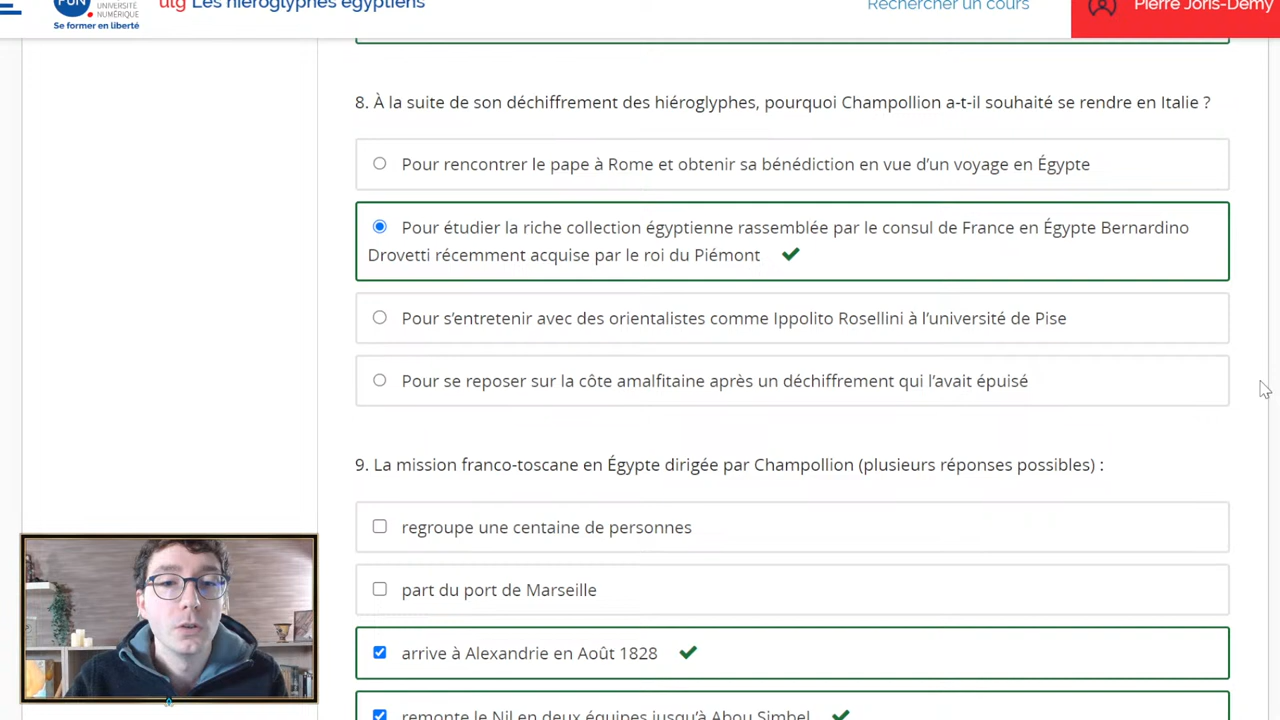 UNIVERSITÉ
NUMÉRIQUE
Se former en liberté
ulg Les hiéroglyphes égyptiens
Rechercher un cours
Pierre Joris-Demy
8. À la suite de son déchiffrement des hiéroglyphes, pourquoi Champollion a-t-il souhaité se rendre en Italie ?
Pour rencontrer le pape à Rome et obtenir sa bénédiction en vue d’un voyage en Égypte
Pour étudier la riche collection égyptienne rassemblée par le consul de France en Égypte Bernardino
Drovetti récemment acquise par le roi du Piémont
Pour s’entretenir avec des orientalistes comme Ippolito Rosellini à l’université de Pise
Pour se reposer sur la côte amalfitaine après un déchiffrement qui l’avait épuisé
9. La mission franco-toscane en Égypte dirigée par Champollion (plusieurs réponses possibles) :
regroupe une centaine de personnes
part du port de Marseille
arrive à Alexandrie en Août 1828
remonte le Nil en deux équipes jusqu’à Abou Simbel